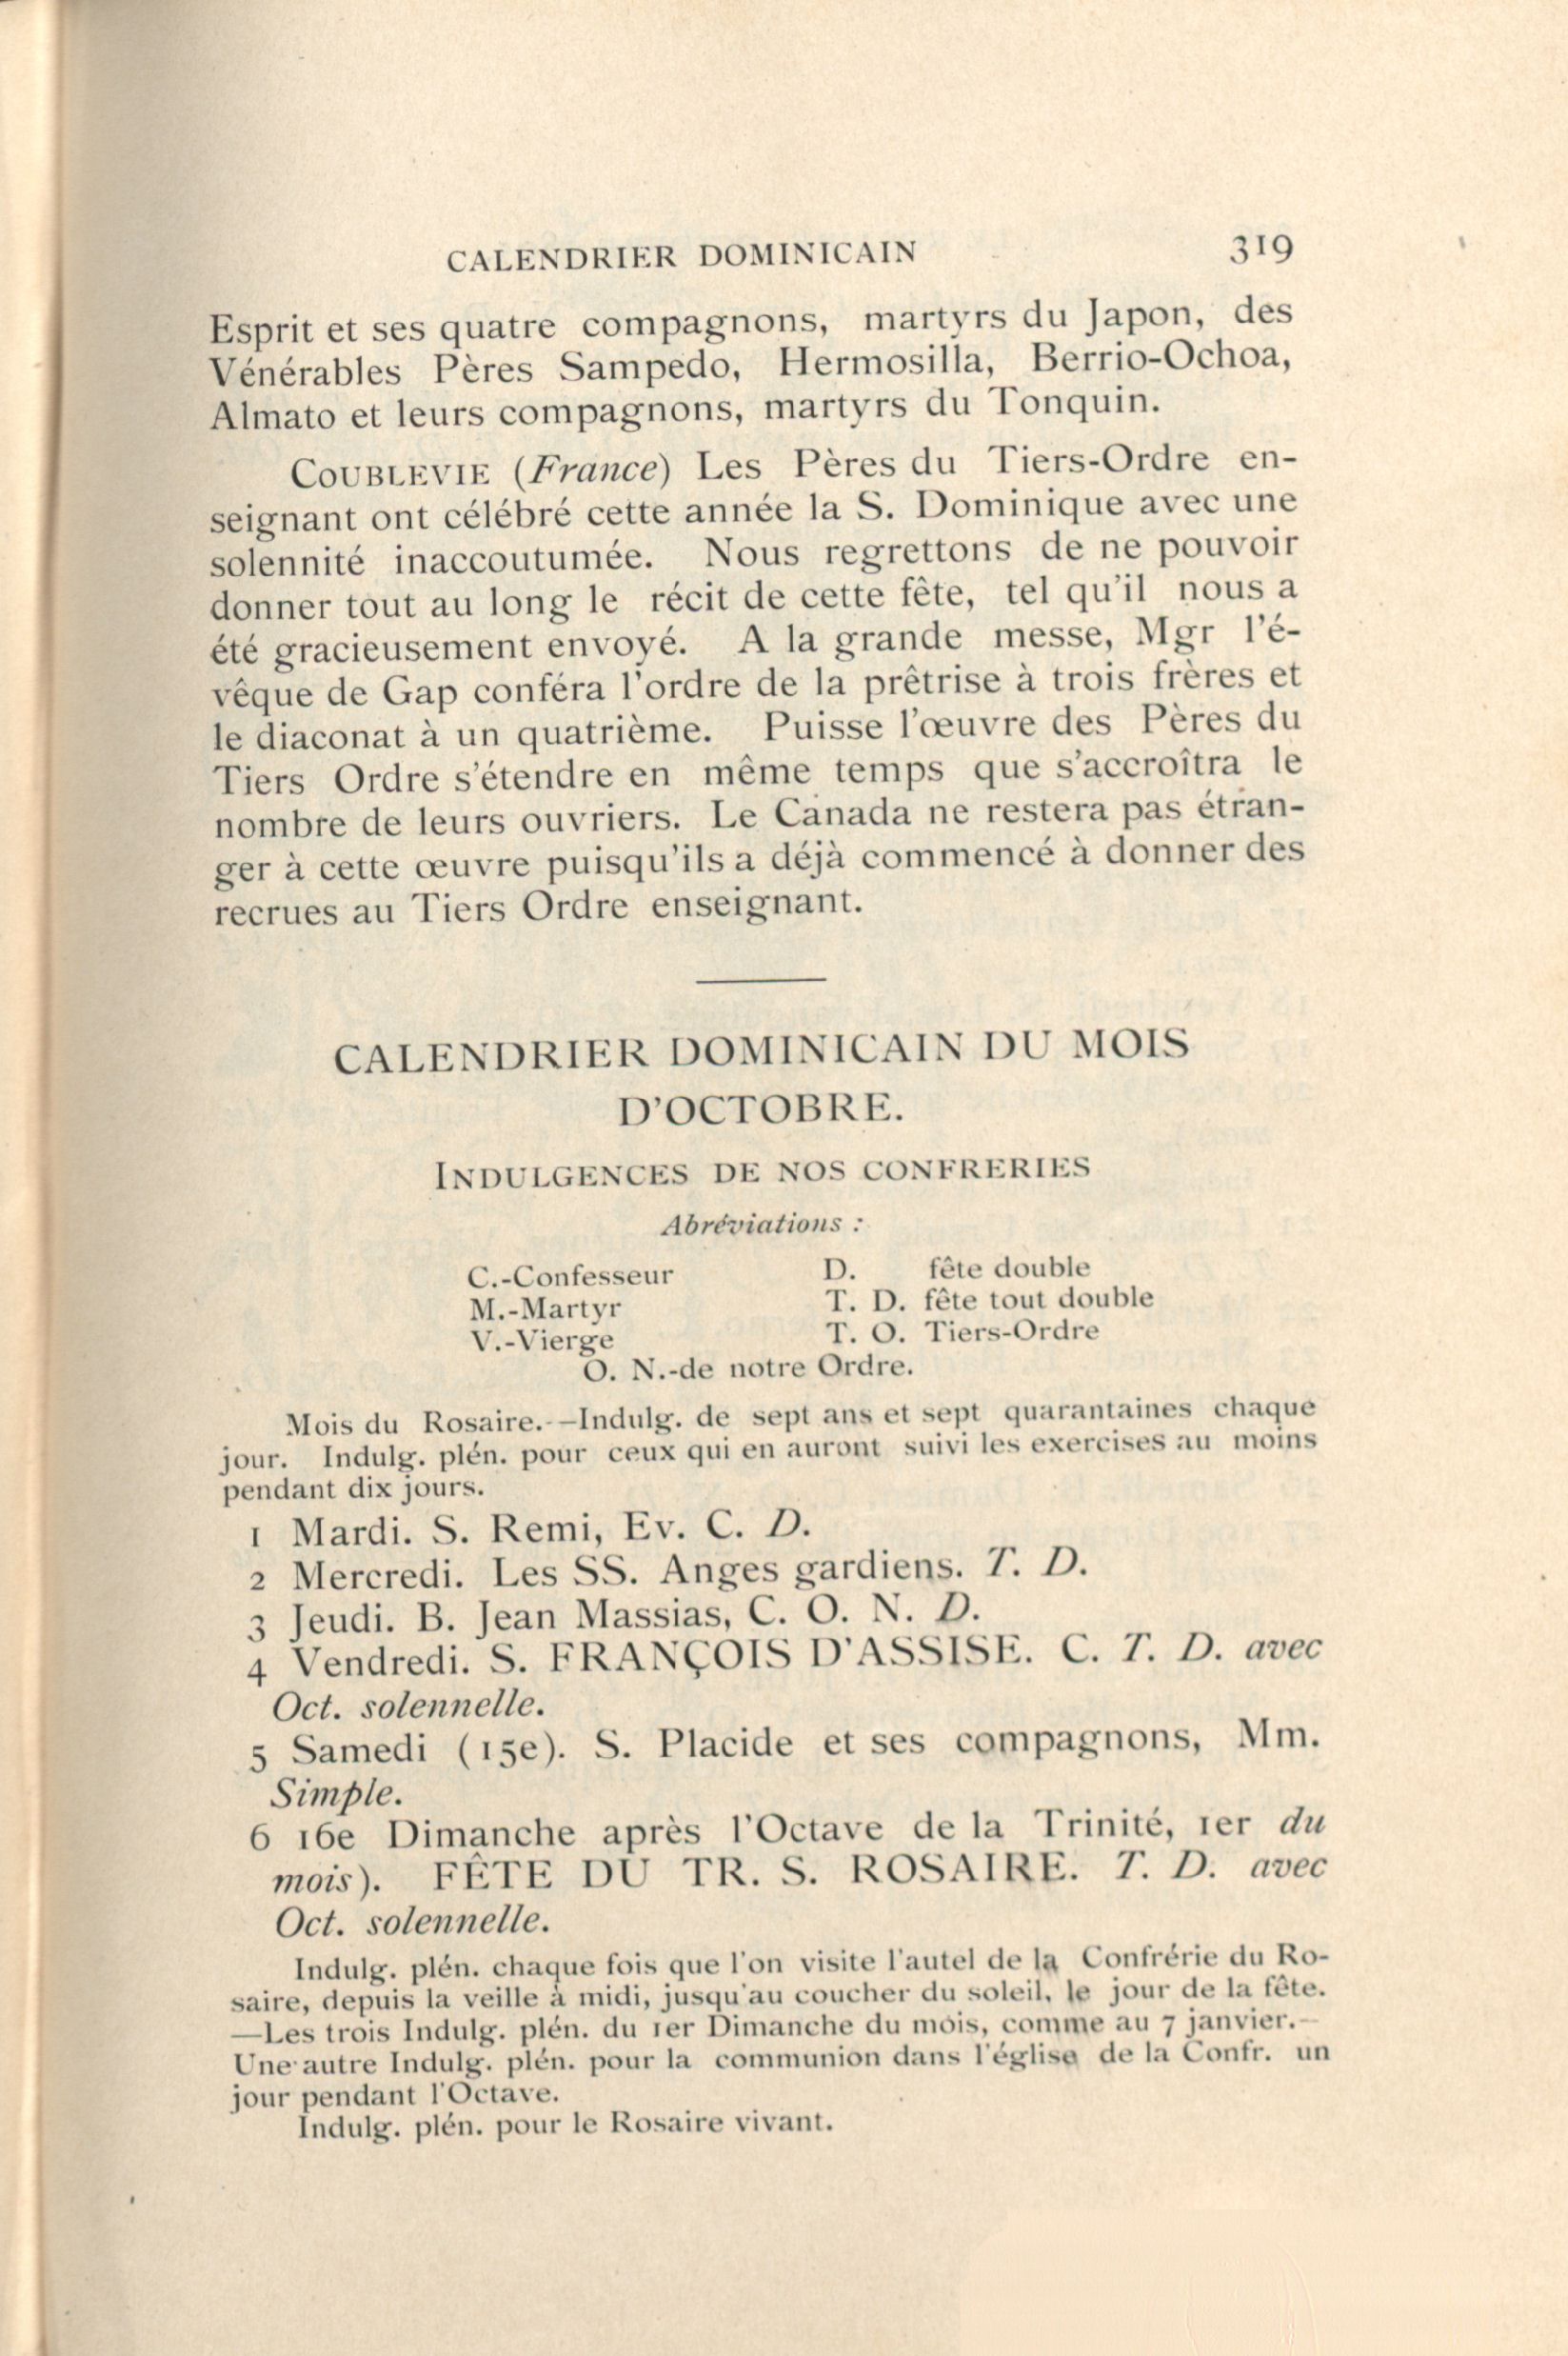 CALENDRIER DOMINICAIN 319
Esprit et ses quatre compagnons, martyrs du Japon, des
Vénérables Pères Sampedo, Hermosilla, Berrio-Ochoa,
Almato et leurs compagnons, martyrs du Tonquin.
COUBLEVIE (France) Les Pères du Tiers-Ordre en-
seignant ont célébré cette année la S. Dominique avec une
solennité inaccoutumée. Nous regrettons de ne pouvoir
donner tout au long le récit de cette fête, tel qu'il nous a
été gracieusement envoyé. A la grande messe, Mgr l'é-
vêque de Gap conféra l'ordre de la prêtrise à trois frères et
le diaconat à un quatrième. Puisse l'œuvre des Pères du
Tiers Ordre s'étendre en même temps que s'accroîtra le
nombre de leurs ouvriers. Le Canada ne restera pas étran-
ger à cette œuvre puisqu'ils a déjà commencé à donner des
recrues au Tiers Ordre enseignant.
CALENDRIER DOMINICAIN DU MOIS
D'OCTOBRE.
INDULGENCES DE NOS CONFRERIES
Abréviations :
C.-Confesseur D. fête double
M.-Martyr T. D. fête tout double
V.-Vierge T. O. Tiers-Ordre
O. N.-de notre Ordre.
Mois du Rosaire.-—Indulg. de sept ans et sept quarantaines chaque
jour. Indulg. plén. pour ceux qui en auront suivi les exercises au moins
pendant dix jours.
1 Mardi. S. Remi, Ev. C. D.
2 Mercredi. Les SS. Anges gardiens. T. D.
3 Jeudi. B. Jean Massias, C. O. N. D.
4 Vendredi. S. FRANÇOIS D'ASSISE. C. T. D. avec
Oct. solennelle.
5 Samedi (15e). S. Placide et ses compagnons, Mm.
Simple.
6 16e Dimanche après l'Octave de la Trinité, 1er du
mois). FÊTE DU TR. S. ROSAIRE. T. D. avec
Oct. solennelle.
Indulg. plén. chaque fois que l'on visite l'autel de la Confrérie du Ro-
saire, depuis la veille à midi, jusqu'au coucher du soleil, le jour de la fête.
—Les trois Indulg. plén. du 1er Dimanche du mois, comme au 7 janvier.—
Une autre Indulg. plén. pour la communion dans l'église de la Confr. un
jour pendant l'Octave.
Indulg. plén. pour le Rosaire vivant.